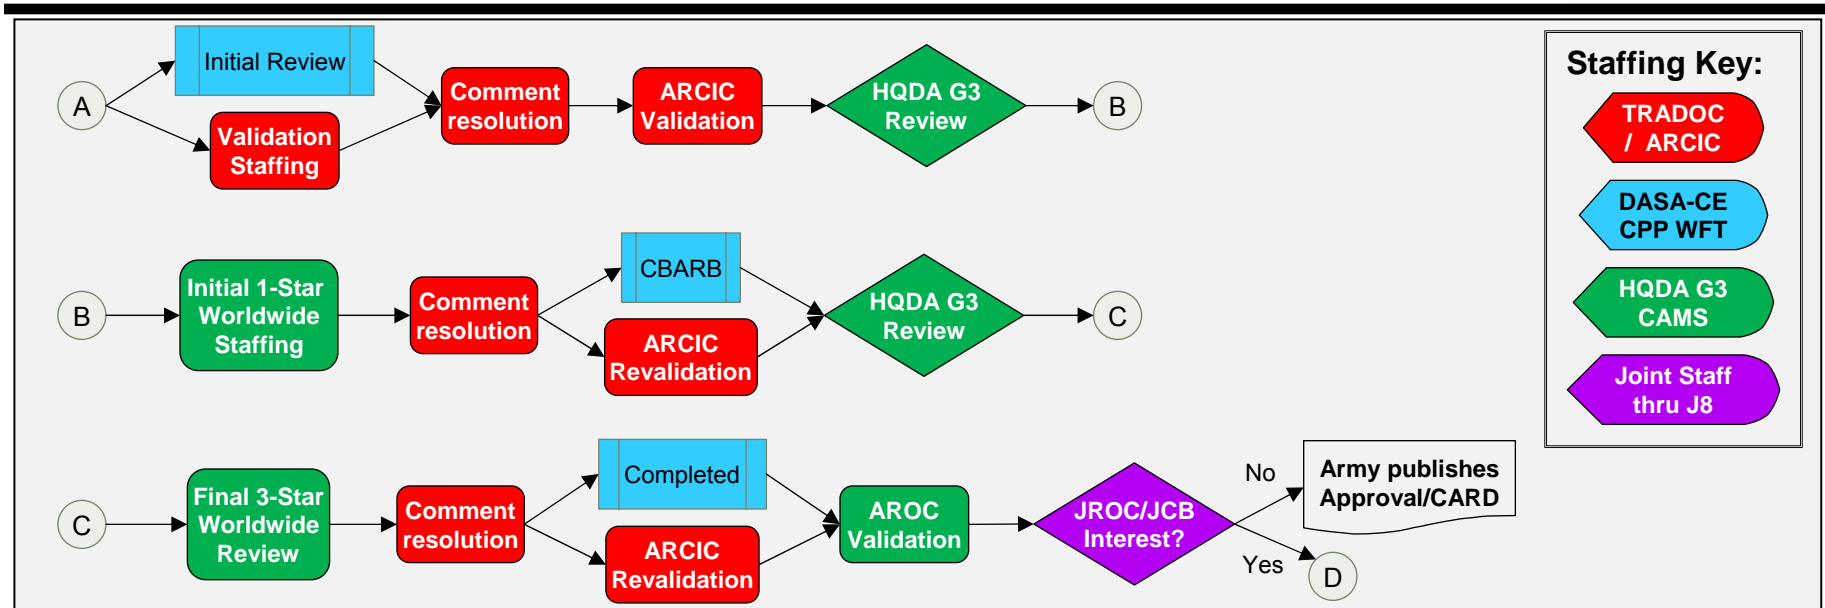 A
Initial Review
Validation
Staffing
Comment
resolution
ARCIC
Validation
HQDA G3
Review
B
B
Initial 1-Star
Worldwide
Staffing
Comment
resolution
CBARB
ARCIC
Revalidation
HQDA G3
Review
C
C
Final 3-Star
Worldwide
Review
Comment
resolution
Completed
ARCIC
Revalidation
AROC
Validation
JROC/JCB
Interest?
No
Army publishes
Approval/CARD
Yes
D
Staffing Key:
TRADOC
/ ARCIC
DASA-CE
CPP WFT
HQDA G3
CAMS
Joint Staff
thru J8